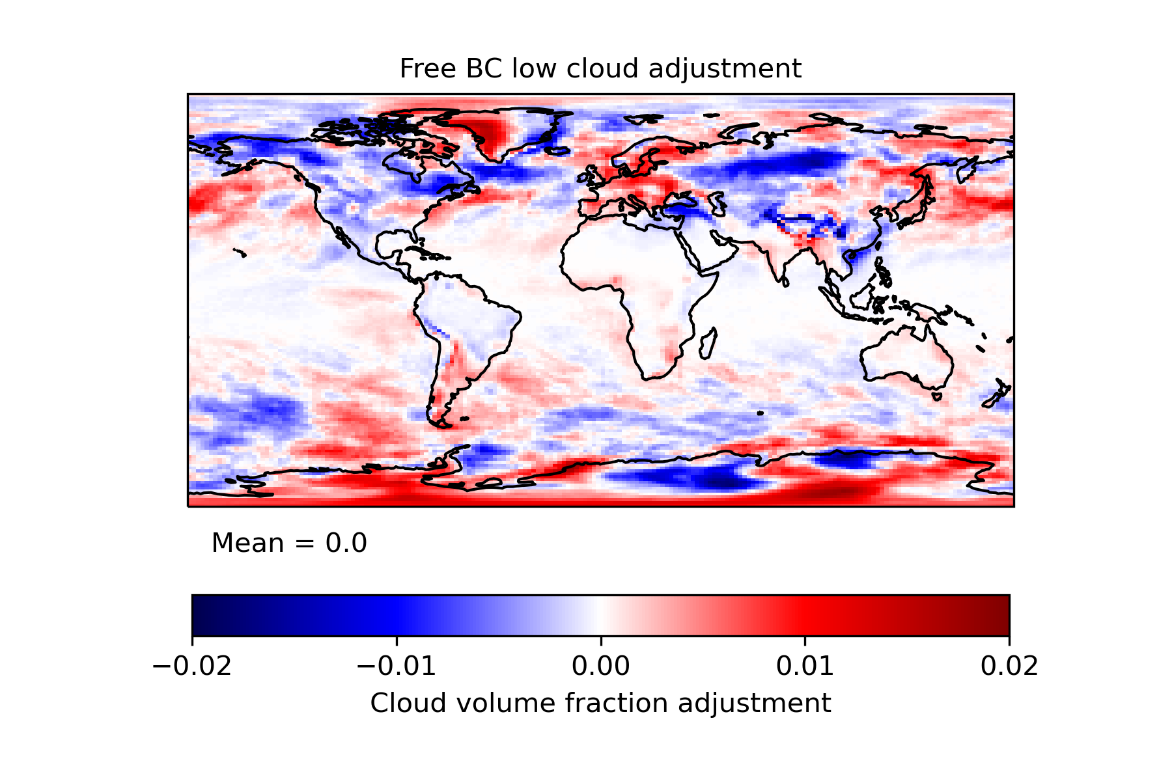 Free BC low cloud adjustment
Mean = 0.0
−0.02 −0.01 0.00 0.01 0.02
Cloud volume fraction adjustment